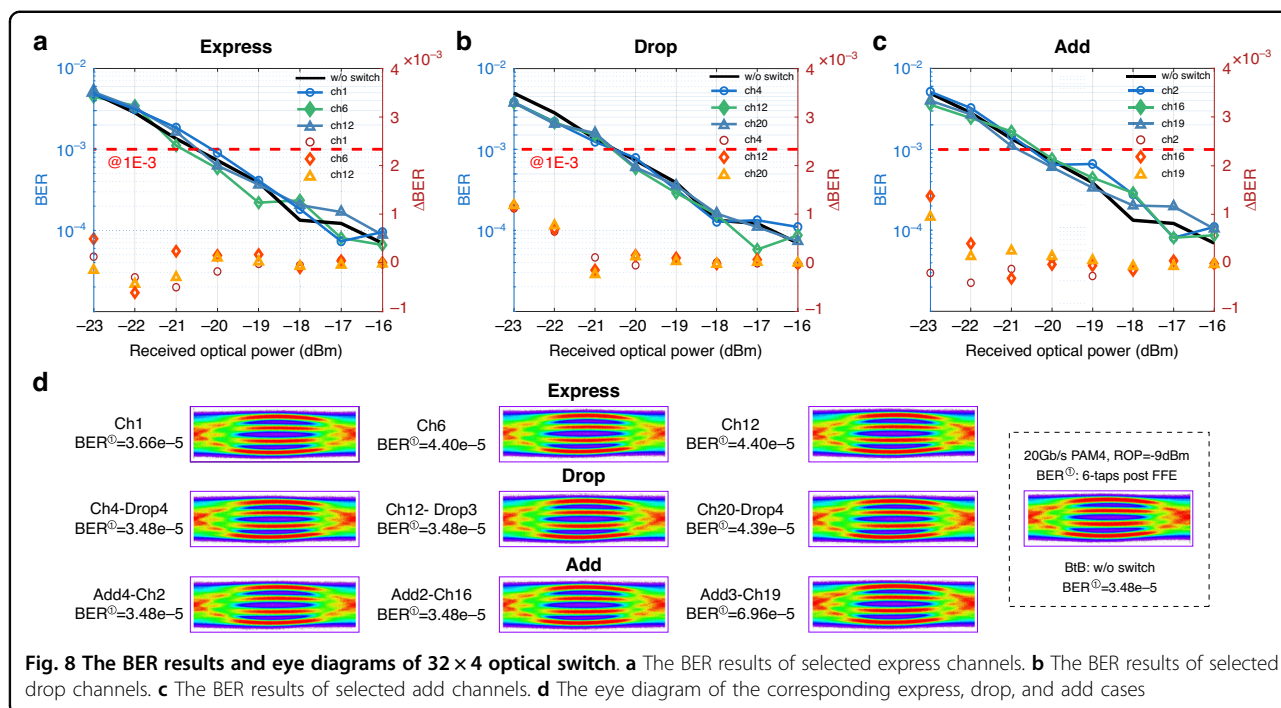 a
Express
10⁻²
10⁻³
10⁻⁴
BER
@1E-3
w/o switch
ch1
ch6
ch12
ch1
ch6
ch12
×10⁻³
4
3
2
1
0
−1
ΔBER
−23 −22 −21 −20 −19 −18 −17 −16
Received optical power (dBm)
b
Drop
10⁻²
10⁻³
10⁻⁴
BER
@1E-3
w/o switch
ch4
ch12
ch20
ch4
ch12
ch20
×10⁻³
4
3
2
1
0
−1
ΔBER
−23 −22 −21 −20 −19 −18 −17 −16
Received optical power (dBm)
c
Add
10⁻²
10⁻³
10⁻⁴
BER
w/o switch
ch2
ch16
ch19
ch2
ch16
ch19
×10⁻³
4
3
2
1
0
−1
ΔBER
−23 −22 −21 −20 −19 −18 −17 −16
Received optical power (dBm)
d
Express
Ch1
BER①=3.66e−5
Ch6
BER①=4.40e−5
Ch12
BER①=4.40e−5
Drop
Ch4-Drop4
BER①=3.48e−5
Ch12- Drop3
BER①=3.48e−5
Ch20-Drop4
BER①=4.39e−5
Add
Add4-Ch2
BER①=3.48e−5
Add2-Ch16
BER①=3.48e−5
Add3-Ch19
BER①=6.96e−5
20Gb/s PAM4, ROP=-9dBm
BER①: 6-taps post FFE
BtB: w/o switch
BER①=3.48e−5
Fig. 8 The BER results and eye diagrams of 32 × 4 optical switch. a The BER results of selected express channels. b The BER results of selected
drop channels. c The BER results of selected add channels. d The eye diagram of the corresponding express, drop, and add cases